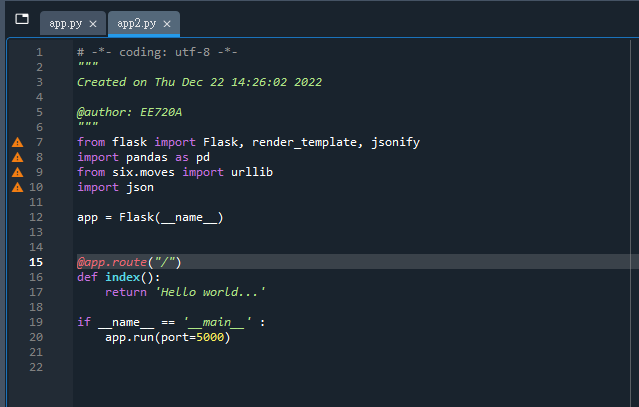 app.py × app2.py ×
1 # -*- coding: utf-8 -*-
2 """
3 Created on Thu Dec 22 14:26:02 2022
4
5 @author: EE720A
6 """
7 from flask import Flask, render_template, jsonify
8 import pandas as pd
9 from six.moves import urllib
10 import json
11
12 app = Flask(__name__)
13
14
15 @app.route("/")
16 def index():
17     return 'Hello world...'
18
19 if __name__ == '__main__' :
20     app.run(port=5000)
21
22